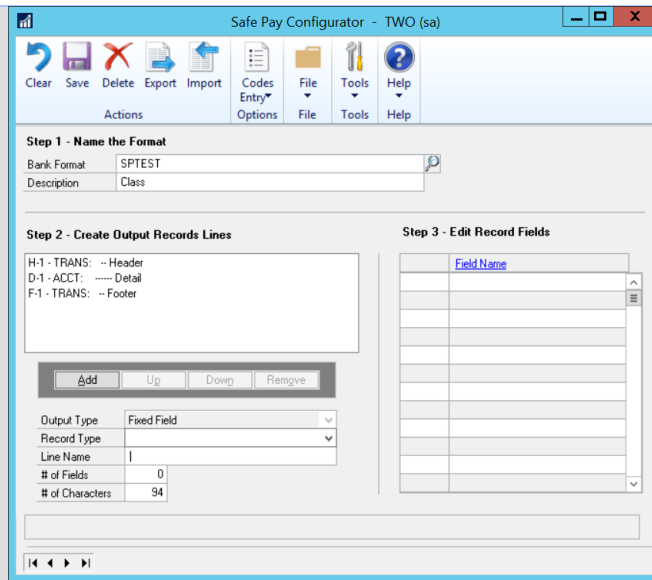 Safe Pay Configurator - TWO (sa)
Clear Save Delete Export Import Codes Entry File Tools Help
Actions Options File Tools Help
Step 1 - Name the Format
Bank Format SPTEST
Description Class
Step 2 - Create Output Records Lines
Step 3 - Edit Record Fields
H-1 - TRANS: -- Header
D-1 - ACCT: ------ Detail
F-1 - TRANS: -- Footer
Field Name
Add Up Down Remove
Output Type Fixed Field
Record Type
Line Name
# of Fields 0
# of Characters 94